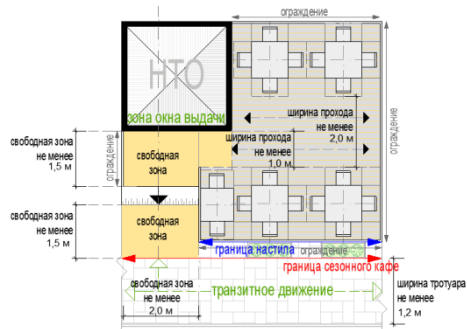 ограждение
НТО
зона окна выдачи
ширина прохода
не менее
2,0 м
ограждение
свободная зона
не менее
1,5 м
ограждение
свободная
зона
ширина прохода
не менее
1,0 м
свободная зона
не менее
1,5 м
свободная
зона
граница настила
ограждение
граница сезонного кафе
свободная зона
не менее
2,0 м
транзитное движение
ширина тротуара
не менее
1,2 м